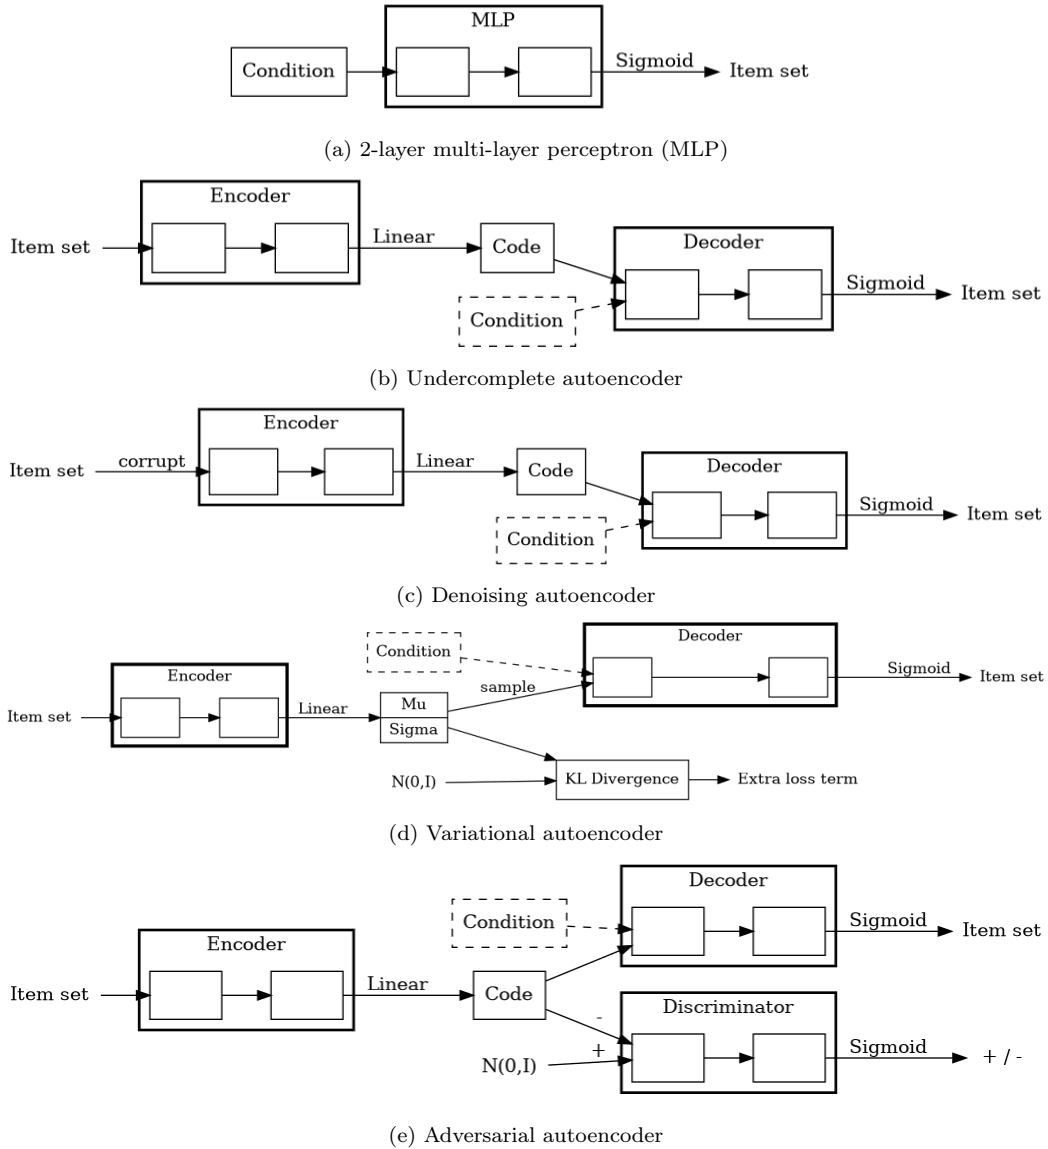 MLP
Condition
Sigmoid
Item set
(a) 2-layer multi-layer perceptron (MLP)
Encoder
Item set
Linear
Code
Decoder
Condition
Sigmoid
Item set
(b) Undercomplete autoencoder
Encoder
Item set
corrupt
Linear
Code
Decoder
Condition
Sigmoid
Item set
(c) Denoising autoencoder
Decoder
Condition
Sigmoid
Item set
Encoder
Item set
Linear
Mu
Sigma
sample
N(0,I)
KL Divergence
Extra loss term
(d) Variational autoencoder
Decoder
Condition
Sigmoid
Item set
Encoder
Item set
Linear
Code
-
+
N(0,I)
Discriminator
Sigmoid
+ / -
(e) Adversarial autoencoder